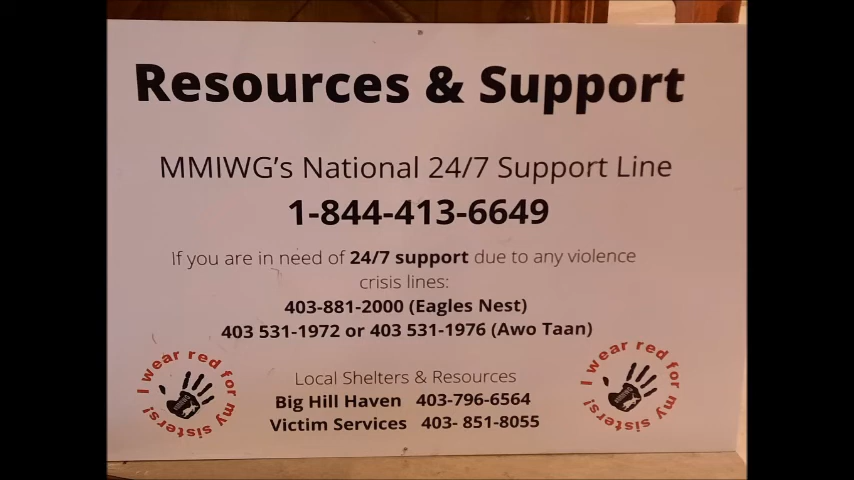 Resources & Support
MMIWG's National 24/7 Support Line
1-844-413-6649
If you are in need of 24/7 support due to any violence
crisis lines:
403-881-2000 (Eagles Nest)
403 531-1972 or 403 531-1976 (Awo Taan)
Local Shelters & Resources
Big Hill Haven 403-796-6564
Victim Services 403- 851-8055
I wear red for my sisters!
I wear red for my sisters!